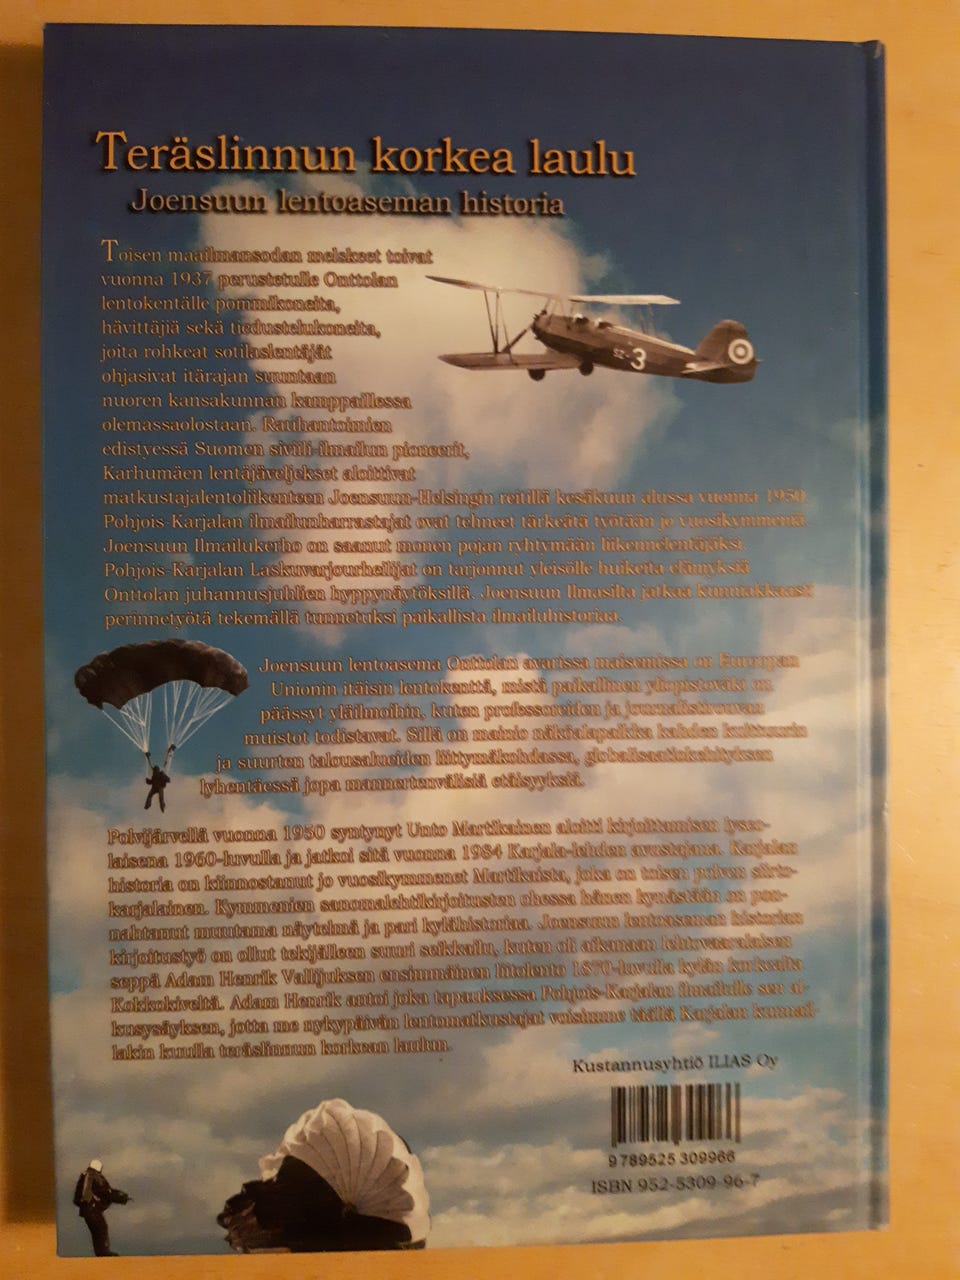 Teräslinnun korkea laulu
Joensuun lentoaseman historia
Toisen maailmansodan melskeet toivat
vuonna 1937 perustetulle Onttolan
lentokentälle pommikoneita,
hävittäjiä sekä tiedustelukoneita,
joita rohkeat sotilaslentäjät
ohjasivat itärajan suuntaan
nuoren kansakunnan kamppaillessa
olemassaolostaan. Rauhantoimien
edistyessä Suomen siviili-ilmailun pioneerit,
Karhumäen lentäjäveljekset aloittivat
matkustajalentoliikenteen Joensuun-Helsingin reitillä kesäkuun alussa vuonna 1950.
Pohjois-Karjalan ilmailunharrastajat ovat tehneet tärkeätä työtään jo vuosikymmeniä.
Joensuun Ilmailukerho on saanut monen pojan ryhtymään liikennelentäjäksi.
Pohjois-Karjalan Laskuvarjourheilijat on tarjonnut yleisölle huikeita elämyksiä
Onttolan juhannusjuhlien hyppynäytöksillä. Joensuun Ilmasilta jatkaa kunniakkaasti
perinnetyötä tekemällä tunnetuksi paikallista ilmailuhistoriaa.
Joensuun lentoasema Onttolan avarissa maisemissa on Euroopan
Unionin itäisin lentokenttä, mistä paikallinen yliopistoväki on
päässyt yläilmoihin, kuten professoreiden ja journalistirouvan
muistot todistavat. Sillä on mainio näköalapaikka kahden kulttuurin
ja suurten talousalueiden liittymäkohdassa, globalisaatiokehityksen
lyhentäessä jopa mannertenvälisiä etäisyyksiä.
Polvijärvellä vuonna 1950 syntynyt Unto Martikainen aloitti kirjoittamisen lyseo-
laisena 1960-luvulla ja jatkoi sitä vuonna 1984 Karjala-lehden avustajana. Karjalan
historia on kiinnostanut jo vuosikymmenet Martikaista, joka on toisen polven siirto-
karjalainen. Kymmenien sanomalehtikirjoitusten ohessa hänen kynästään on pon-
nahtanut muutama näytelmä ja pari kylähistoriaa. Joensuun lentoaseman historian
kirjoitustyö on ollut tekijälleen suuri seikkailu, kuten oli aikanaan lehtovaaralaisen
seppä Adam Henrik Vallijuksen ensimmäinen liitolento 1870-luvulla kylän korkealta
Kokkokiveltä. Adam Henrik antoi joka tapauksessa Pohjois-Karjalan ilmailulle sen al-
kusysäyksen, jotta me nykypäivän lentomatkustajat voisimme täällä Karjalan kunnail-
lakin kuulla teräslinnun korkean laulun.
SZ-3
Kustannusyhtiö ILIAS Oy
9 789525 309966
ISBN 952-5309-96-7